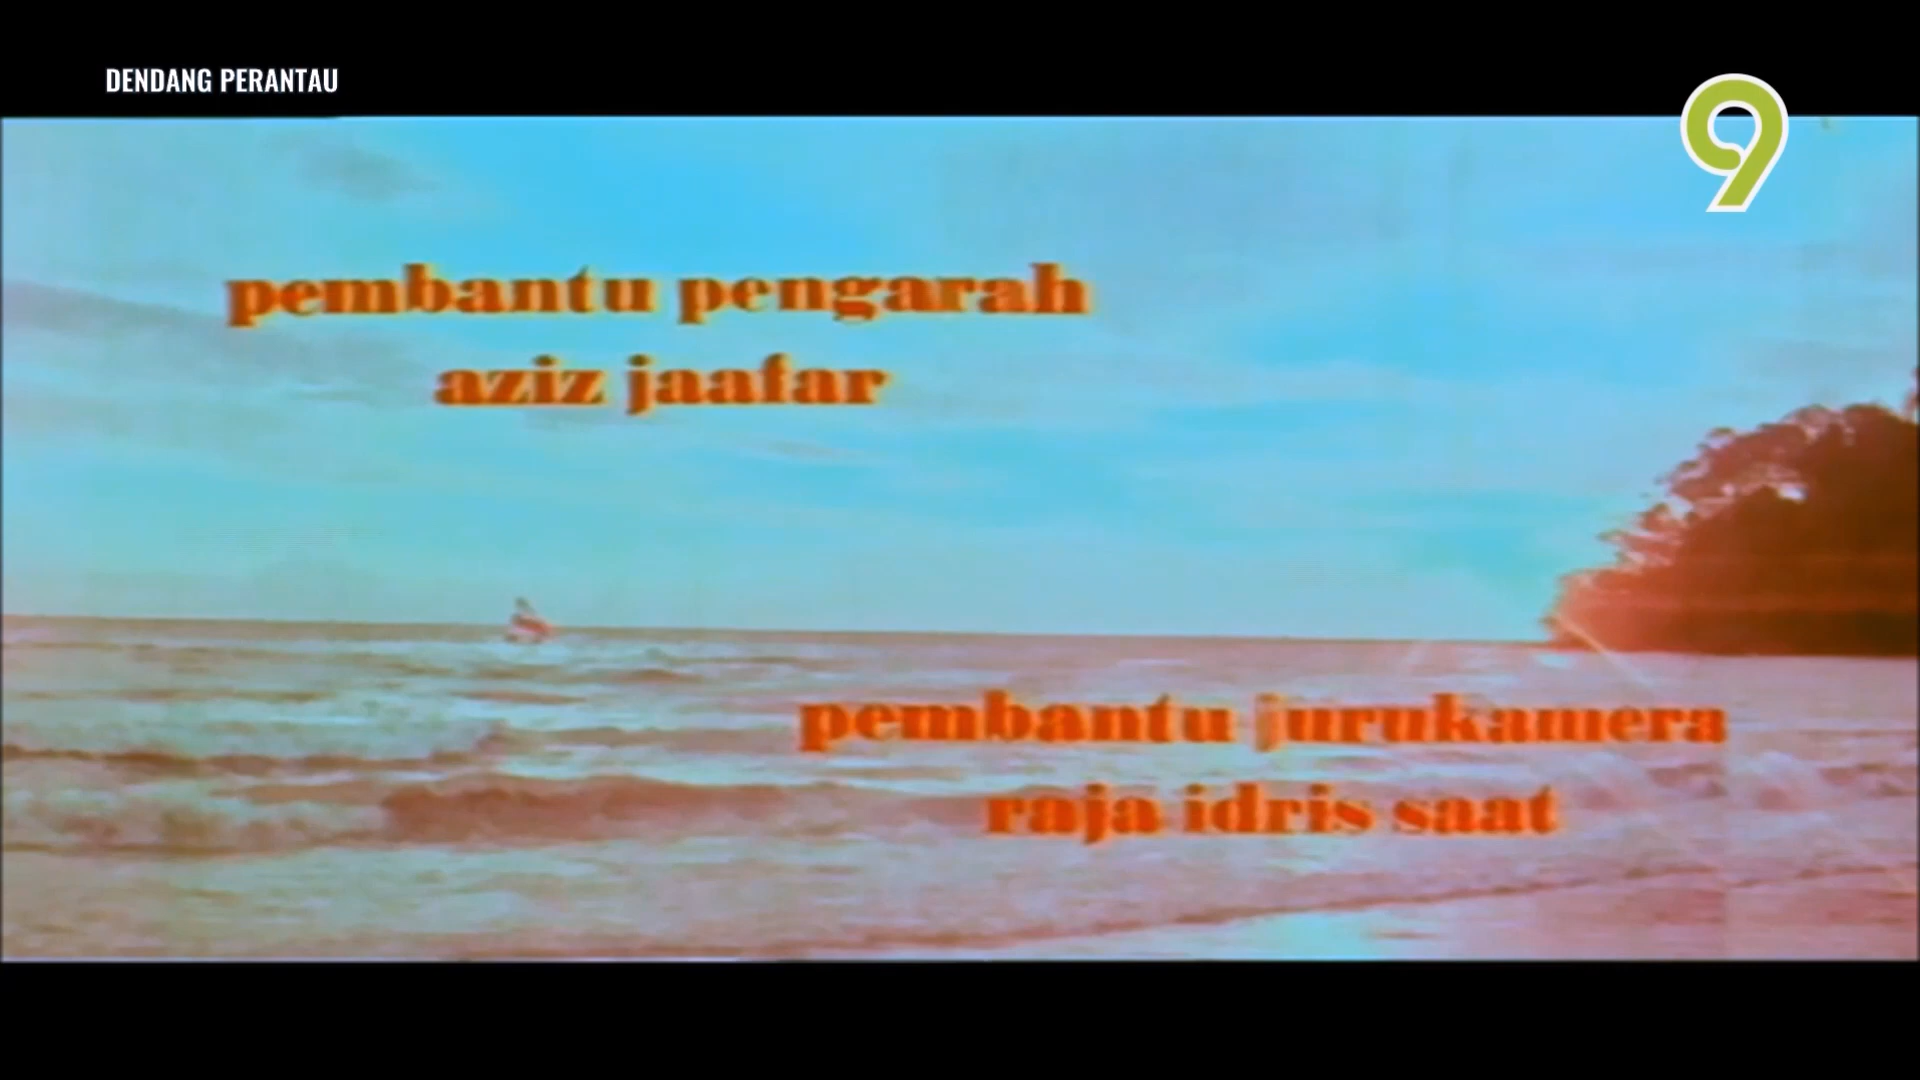 DENDANG PERANTAU
9
pembantu pengarah
aziz jaafar
pembantu jurukamera
raja idris saat